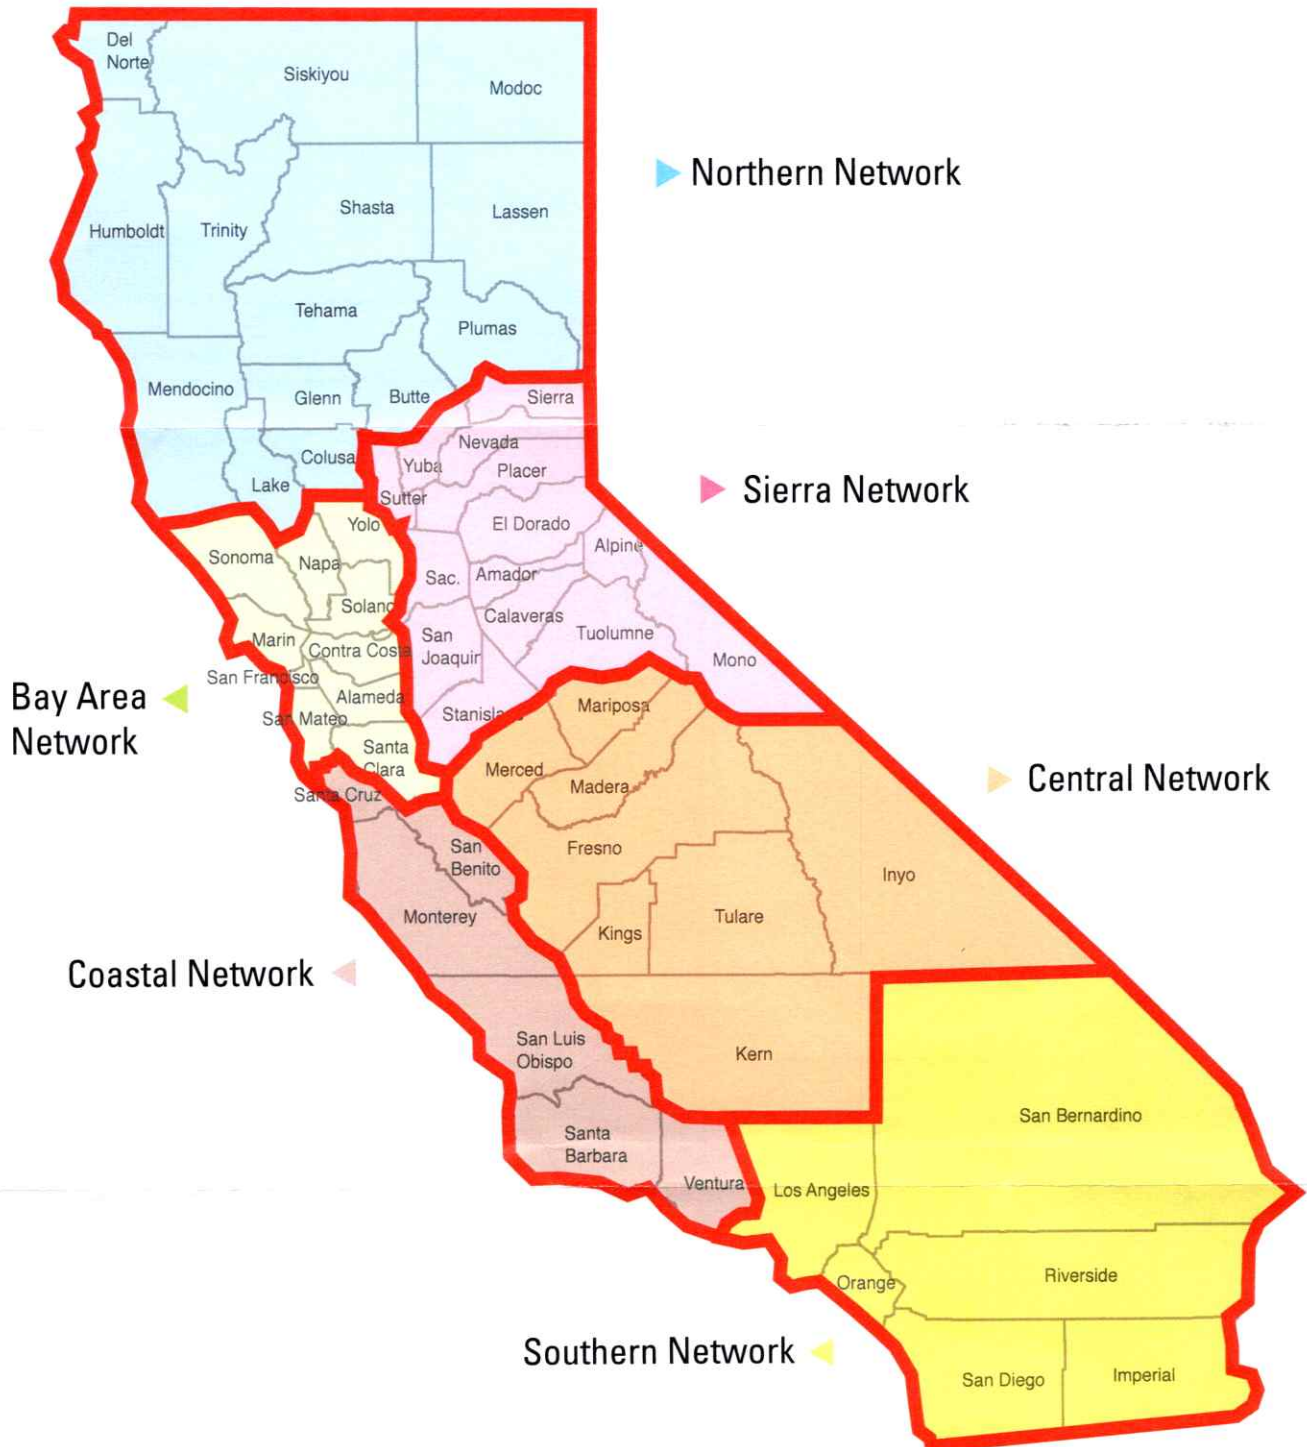 Del
Norte
Siskiyou
Modoc
Northern Network
Humboldt
Trinity
Shasta
Lassen
Tehama
Plumas
Mendocino
Glenn
Butte
Sierra
Nevada
Colusa
Yuba
Placer
Lake
Sutter
Sierra Network
Yolo
El Dorado
Sonoma
Napa
Alpine
Sac.
Amador
Solano
Calaveras
Marin
San
Joaquin
Tuolumne
Contra Costa
Mono
San Francisco
Bay Area
Network
Alameda
Mariposa
San Mateo
Stanisla
Santa
Clara
Merced
Central Network
Madera
Santa Cruz
San
Benito
Fresno
Inyo
Monterey
Kings
Tulare
Coastal Network
San Luis
Obispo
Kern
San Bernardino
Santa
Barbara
Ventura
Los Angeles
Orange
Riverside
Southern Network
San Diego
Imperial